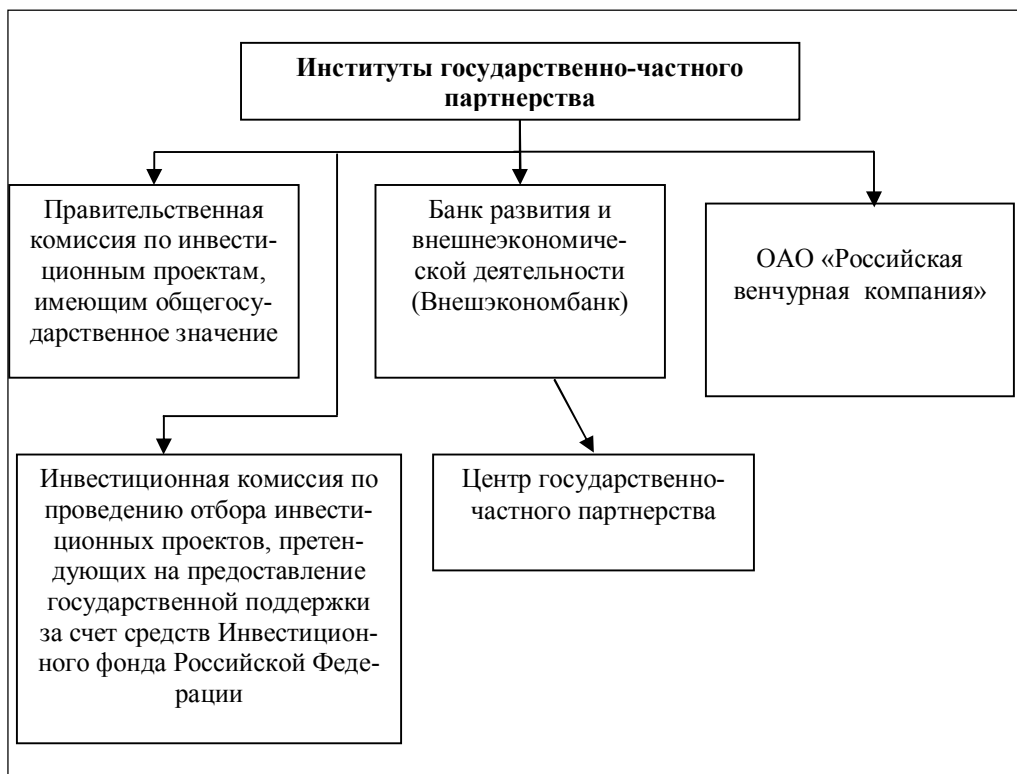 Институты государственно-частного
партнерства
Правительственная
комиссия по инвести-
ционным проектам,
имеющим общегосу-
дарственное значение
Банк развития и
внешнеэкономиче-
ской деятельности
(Внешэкономбанк)
ОАО «Российская
венчурная компания»
Инвестиционная комиссия по
проведению отбора инвести-
ционных проектов, претен-
дующих на предоставление
государственной поддержки
за счет средств Инвестицион-
ного фонда Российской Феде-
рации
Центр государственно-
частного партнерства